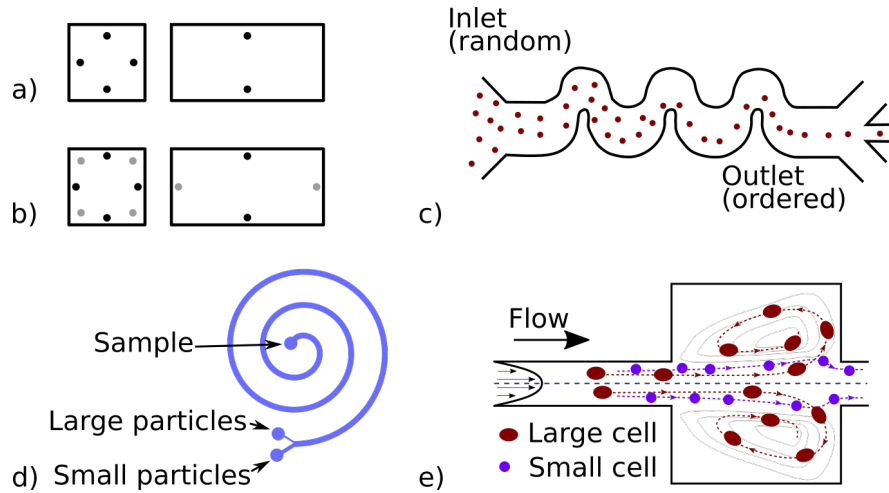 a)
b)
Inlet
(random)
Outlet
(ordered)
c)
Sample
Large particles
Small particles
d)
Flow
Large cell
Small cell
e)